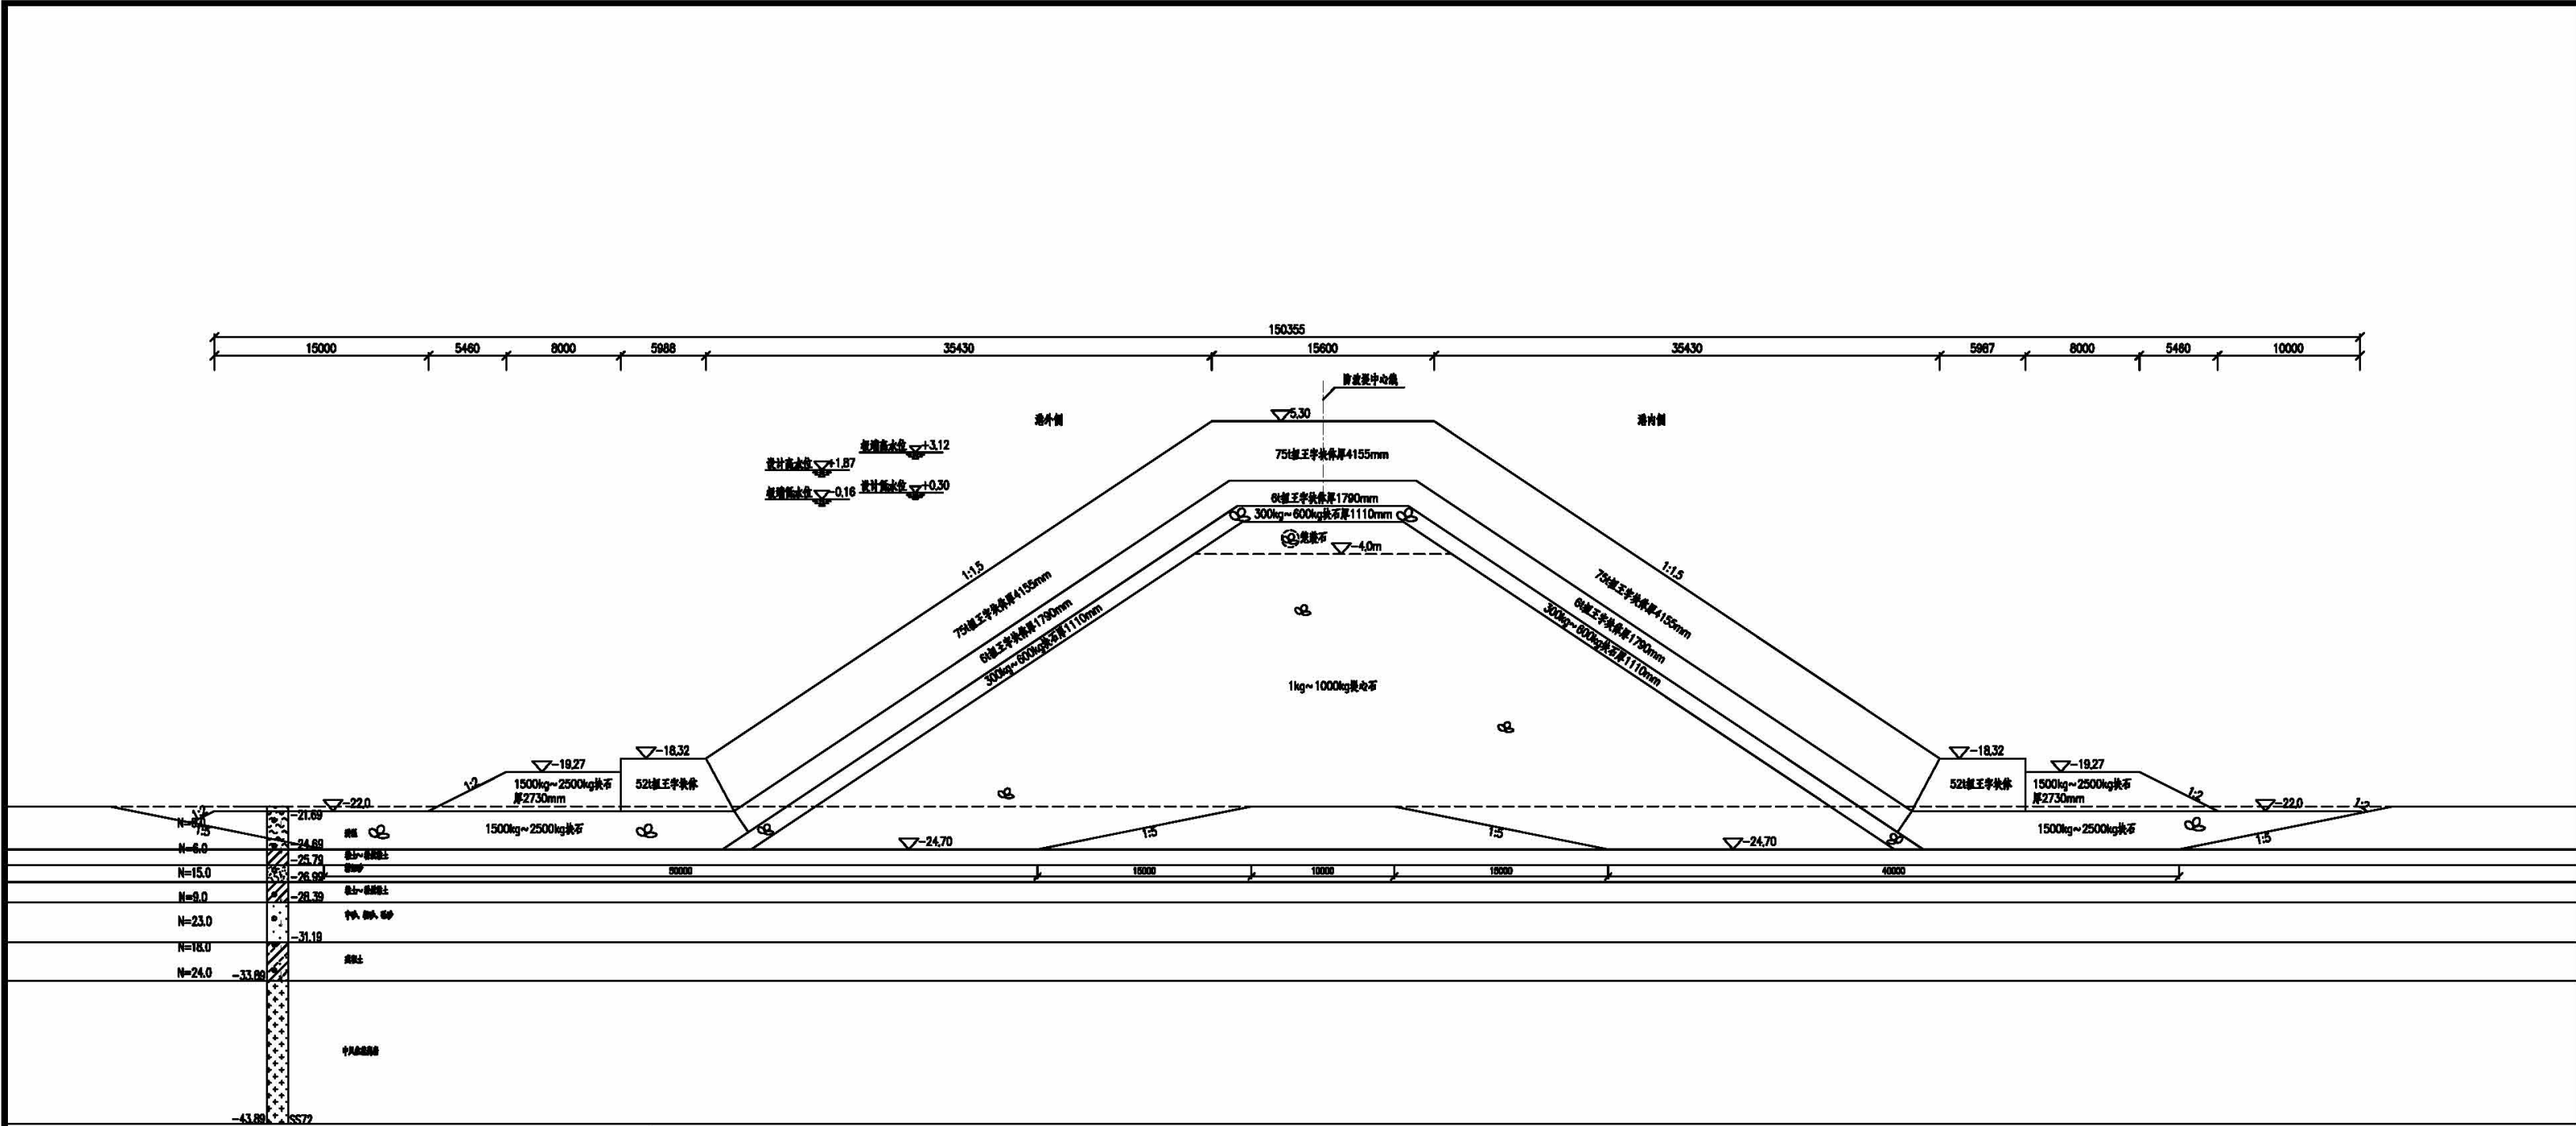 150355
15000 5460 8000 5988 35430 15600 35430 5987 8000 5460 10000
防波堤中心线
5.30
港外侧
港内侧
极端高水位 +3.12
设计高水位 +1.87
极端低水位 -0.16
设计低水位 +0.30
75t扭王字块体厚4155mm
6t扭王字块体厚1790mm
300kg~600kg块石厚1110mm
-4.0m
1:1.5
1:1.5
75t扭王字块体厚4155mm
6t扭王字块体厚1790mm
300kg~600kg块石厚1110mm
75t扭王字块体厚4155mm
6t扭王字块体厚1790mm
300kg~600kg块石厚1110mm
1kg~1000kg堤心石
-18.32
-19.27
1:2
1500kg~2500kg块石
厚2730mm
52t扭王字块体
-18.32
-19.27
52t扭王字块体
1500kg~2500kg块石
厚2730mm
1:2
-22.0
-22.0
1:2
1:2
1:5
-21.69
1500kg~2500kg块石
1500kg~2500kg块石
-24.70
1:5
1:5
-24.70
1:5
N=6.0
-24.69
-25.79
N=15.0
-26.99
50000 15000 10000 15000 40000
N=9.0
-28.39
N=23.0
-31.19
N=18.0
N=24.0
-33.89
-43.89
SS72